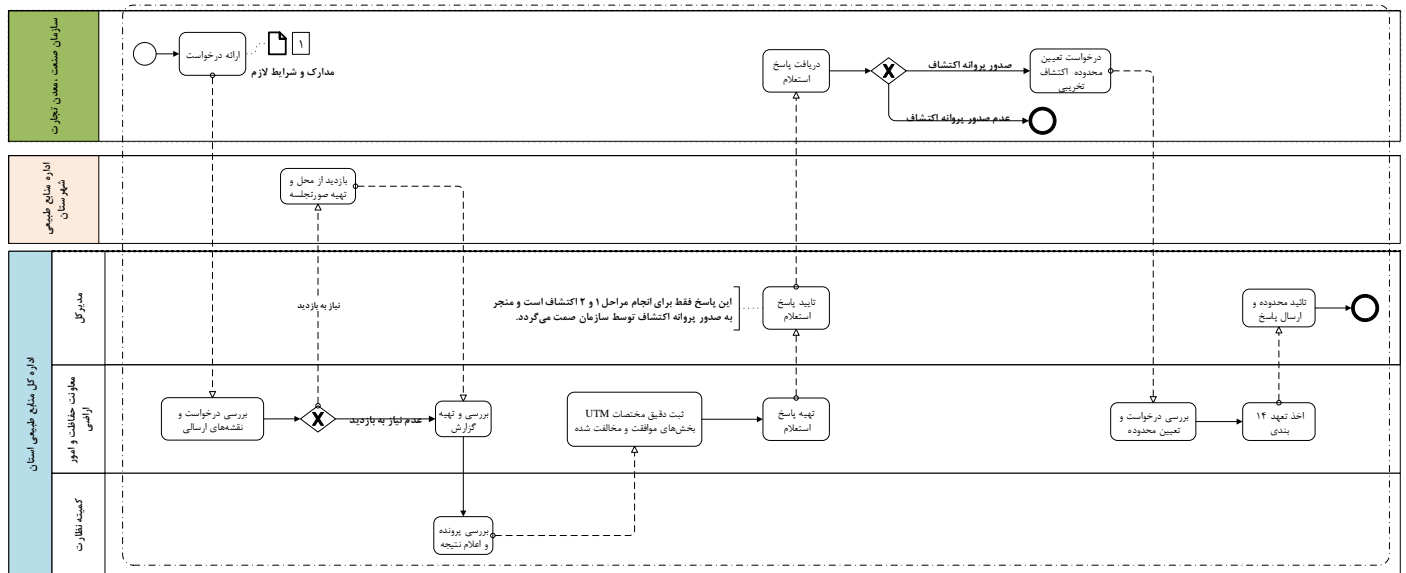 سازمان صنعت ،معدن تجارت
ارائه درخواست
۱
مدارک و شرایط لازم
دریافت پاسخ
استعلام
X
صدور پروانه اکتشاف
عدم صدور پروانه اکتشاف
درخواست تعیین
محدوده اکتشاف
تخریبی
اداره منابع طبیعی
شهرستان
بازدید از محل و
تهیه صورتجلسه
اداره کل منابع طبیعی استان
مدیرکل
نیاز به بازدید
این پاسخ فقط برای انجام مراحل ۱ و ۲ اکتشاف است و منجر
به صدور پروانه اکتشاف توسط سازمان صمت می‌گردد.
تایید پاسخ
استعلام
تائید محدوده و
ارسال پاسخ
معاونت حفاظت و امور
اراضی
بررسی درخواست و
نقشه‌های ارسالی
X
عدم نیاز به بازدید
بررسی و تهیه
گزارش
ثبت دقیق مختصات UTM
بخش‌های موافقت و مخالفت شده
تهیه پاسخ
استعلام
بررسی درخواست و
تعیین محدوده
اخذ تعهد ۱۴
بندی
کمیته نظارت
بررسی پرونده
و اعلام نتیجه